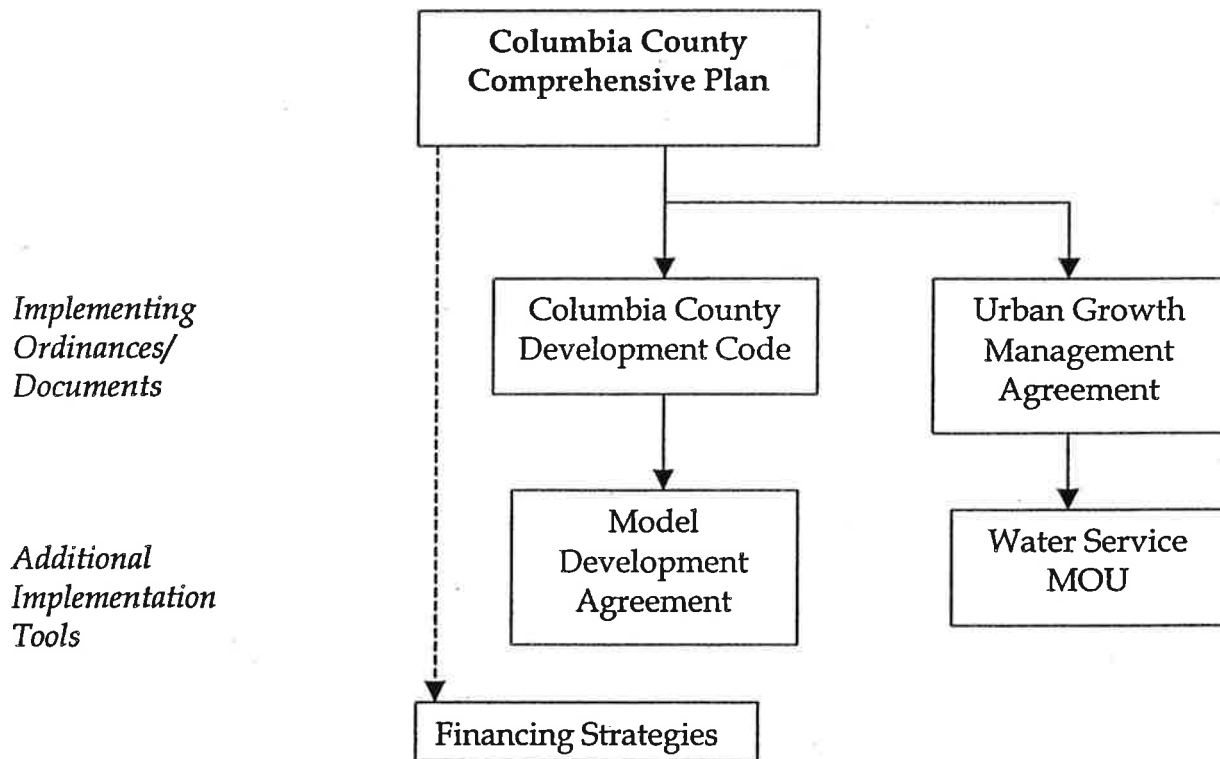 Columbia County
Comprehensive Plan
Implementing
Ordinances/
Documents
Columbia County
Development Code
Urban Growth
Management
Agreement
Additional
Implementation
Tools
Model
Development
Agreement
Water Service
MOU
Financing Strategies